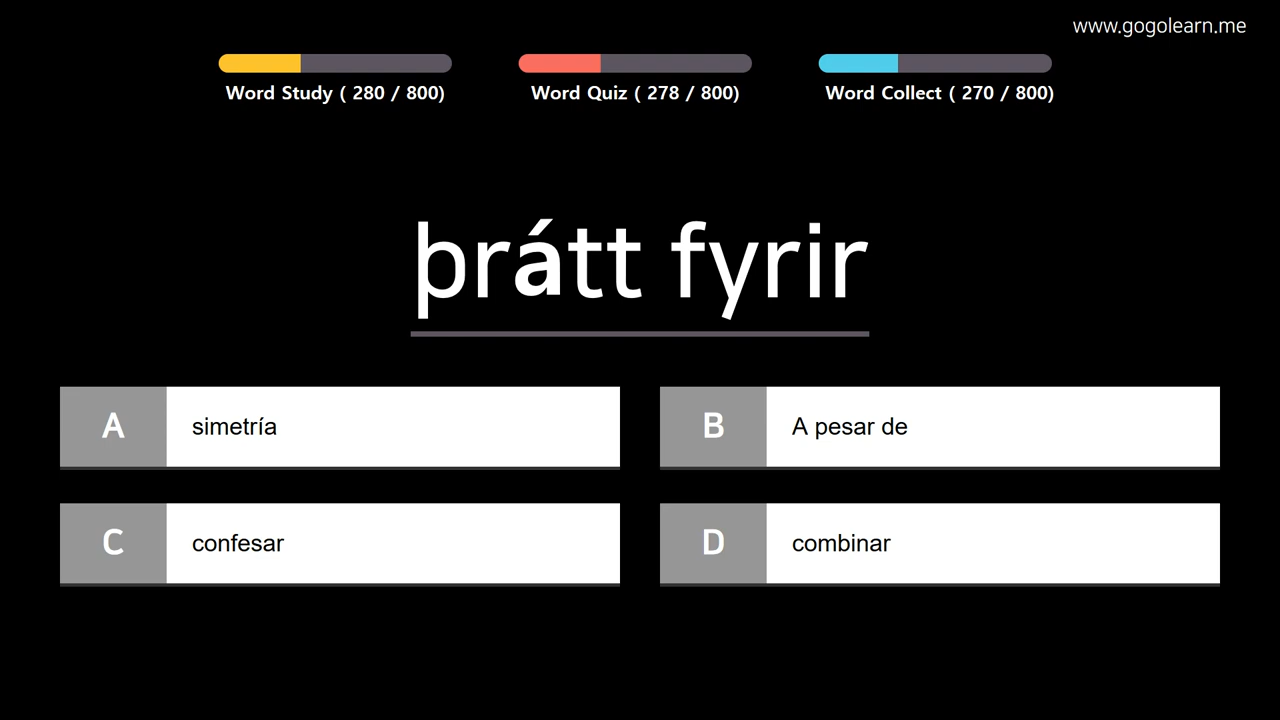 www.gogolearn.me
Word Study ( 280 / 800)
Word Quiz ( 278 / 800)
Word Collect ( 270 / 800)
þrátt fyrir
A simetría
B A pesar de
C confesar
D combinar